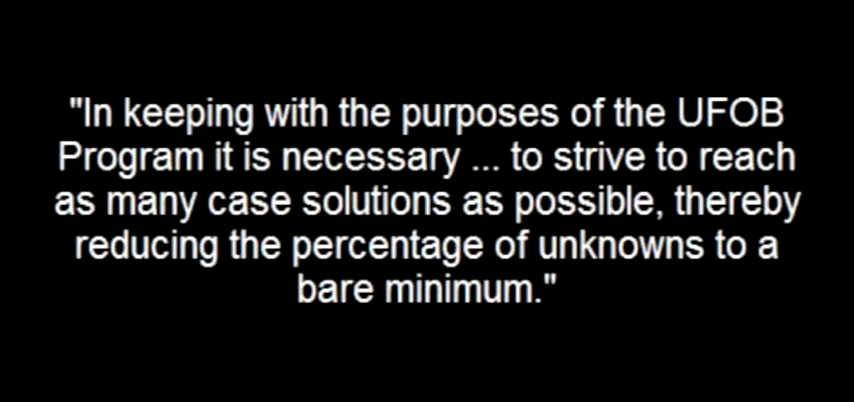 "In keeping with the purposes of the UFOB
Program it is necessary ... to strive to reach
as many case solutions as possible, thereby
reducing the percentage of unknowns to a
bare minimum."